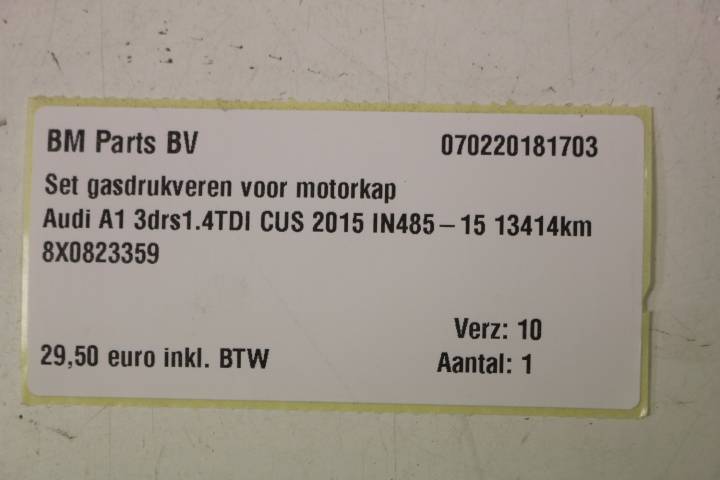 BM Parts BV 070220181703
Set gasdrukveren voor motorkap
Audi A1 3drs1.4TDI CUS 2015 IN485-15 13414km
8X0823359
Verz: 10
29,50 euro inkl. BTW Aantal: 1